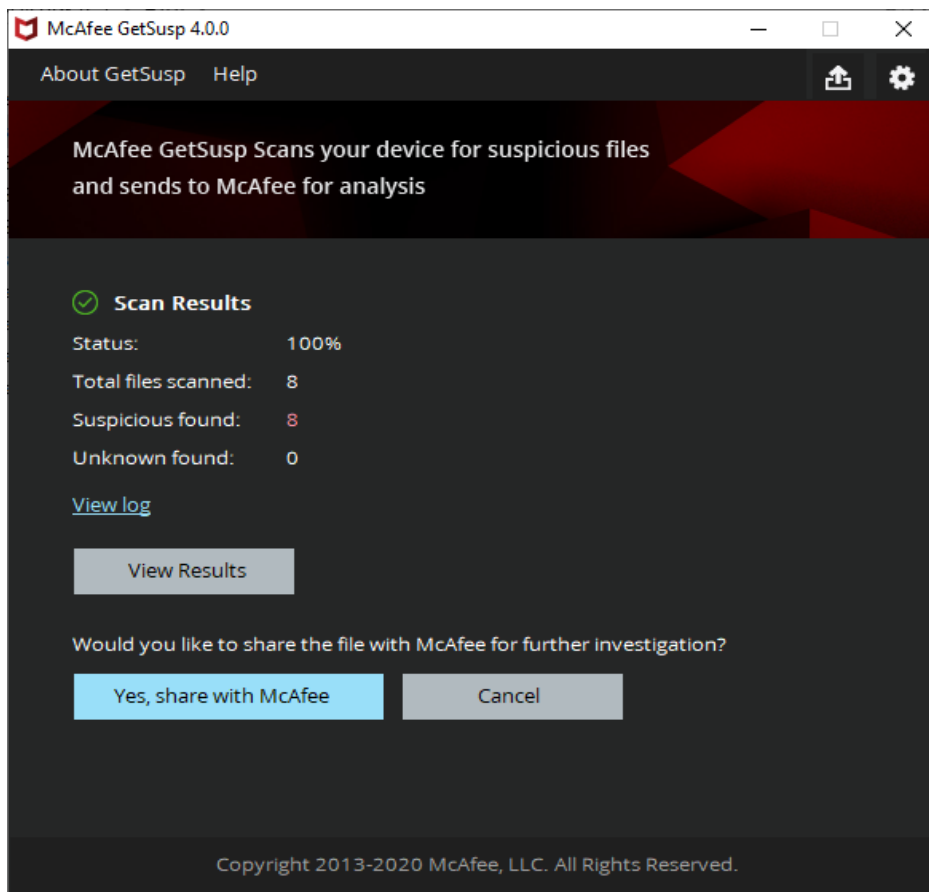 McAfee GetSusp 4.0.0
About GetSusp Help
McAfee GetSusp Scans your device for suspicious files
and sends to McAfee for analysis
Scan Results
Status: 100%
Total files scanned: 8
Suspicious found: 8
Unknown found: 0
View log
View Results
Would you like to share the file with McAfee for further investigation?
Yes, share with McAfee Cancel
Copyright 2013-2020 McAfee, LLC. All Rights Reserved.